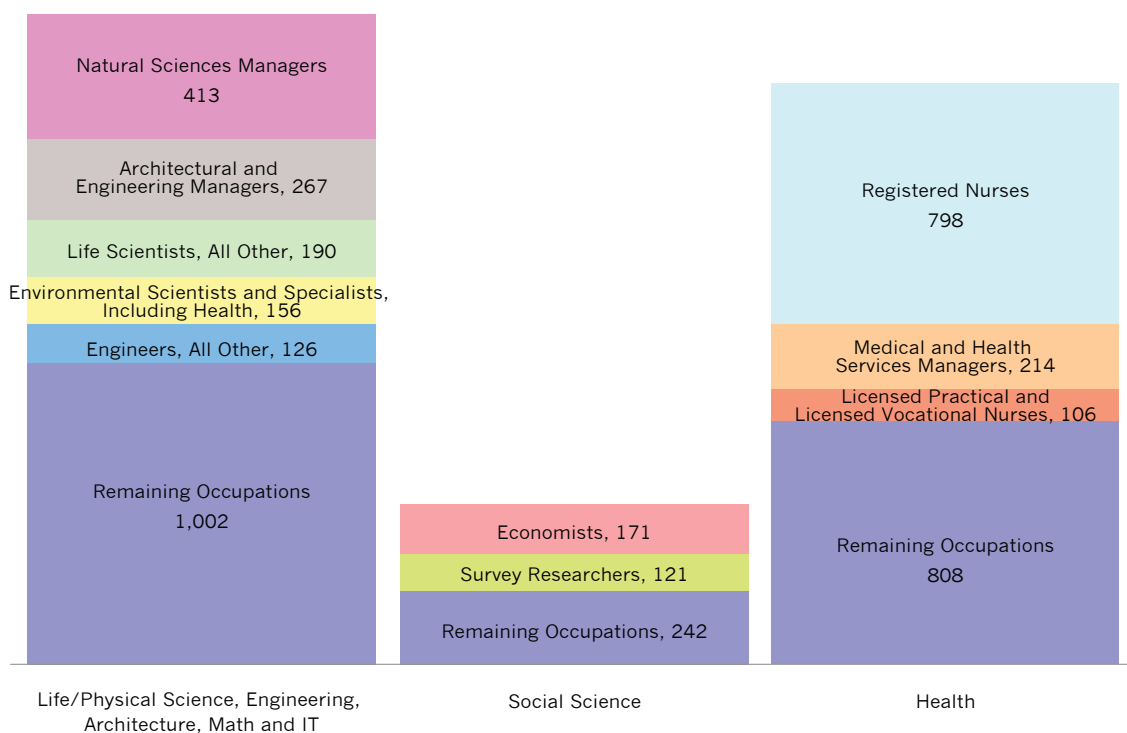 Natural Sciences Managers
413
Architectural and
Engineering Managers, 267
Life Scientists, All Other, 190
Environmental Scientists and Specialists,
Including Health, 156
Engineers, All Other, 126
Remaining Occupations
1,002
Economists, 171
Survey Researchers, 121
Remaining Occupations, 242
Registered Nurses
798
Medical and Health
Services Managers, 214
Licensed Practical and
Licensed Vocational Nurses, 106
Remaining Occupations
808
Life/Physical Science, Engineering,
Architecture, Math and IT
Social Science
Health